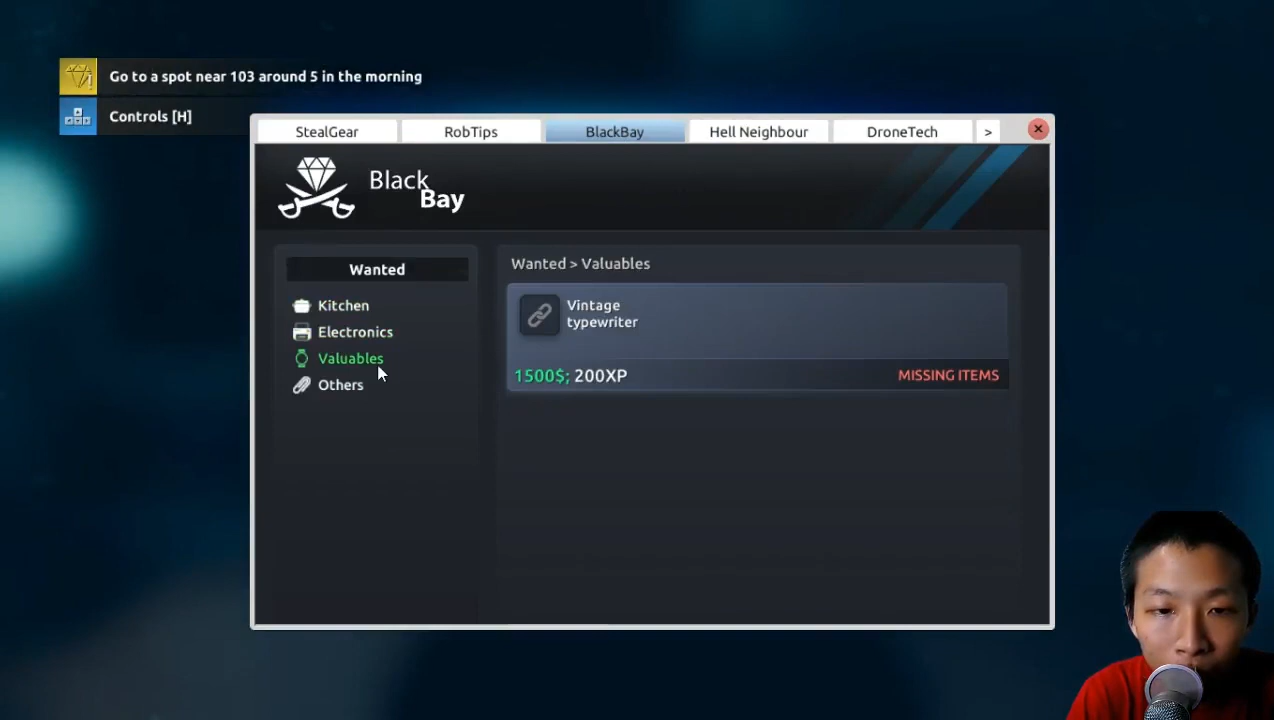 Go to a spot near 103 around 5 in the morning
Controls [H]
StealGear
RobTips
BlackBay
Hell Neighbour
DroneTech
>
Black
Bay
Wanted
Kitchen
Electronics
Valuables
Others
Wanted > Valuables
Vintage
typewriter
1500$; 200XP
MISSING ITEMS